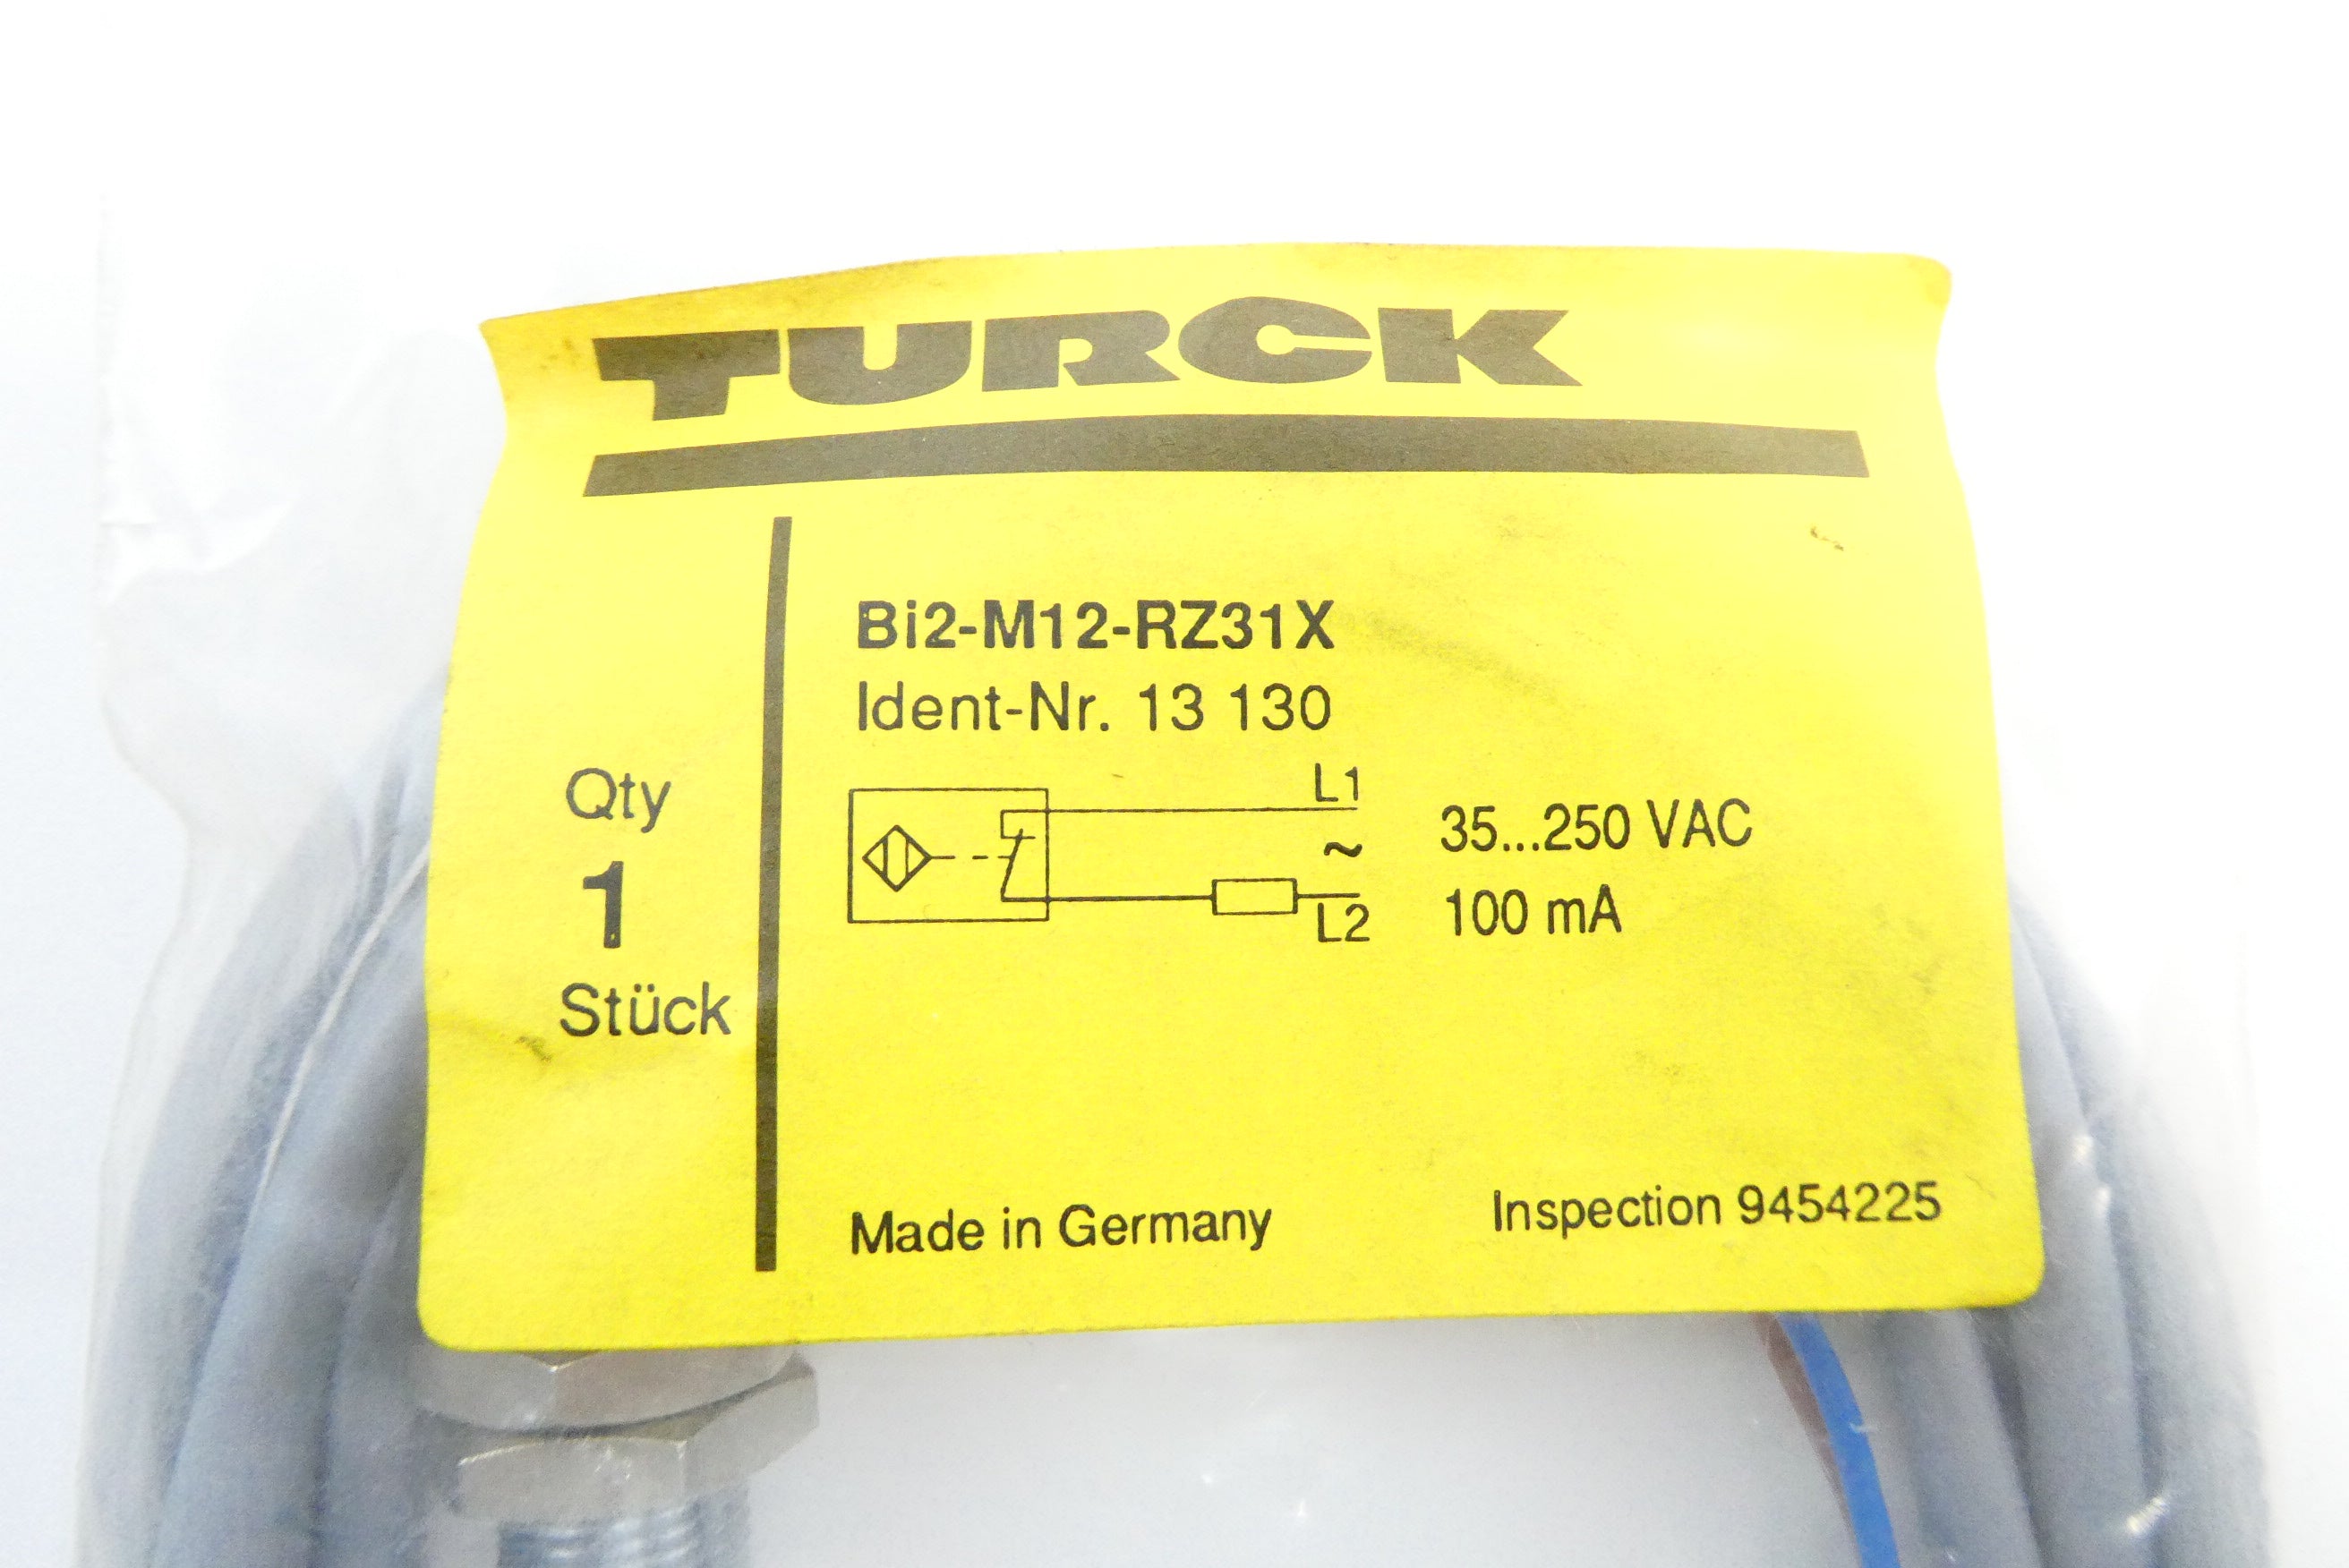 TURCK
Bi2-M12-RZ31X
Ident-Nr. 13 130
Qty
1
Stück
L1
~
L2
35...250 VAC
100 mA
Made in Germany
Inspection 9454225